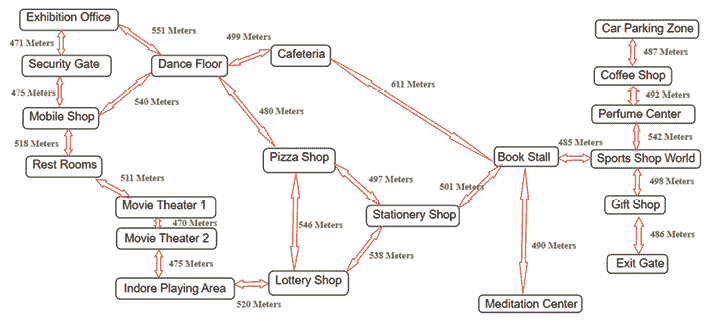 Exhibition Office
551 Meters
499 Meters
Car Parking Zone
471 Meters
Cafeteria
487 Meters
Security Gate
Dance Floor
Coffee Shop
475 Meters
540 Meters
611 Meters
492 Meters
Mobile Shop
480 Meters
Perfume Center
518 Meters
485 Meters
542 Meters
Rest Rooms
Pizza Shop
Book Stall
Sports Shop World
511 Meters
497 Meters
501 Meters
498 Meters
Movie Theater 1
Stationery Shop
Gift Shop
470 Meters
546 Meters
Movie Theater 2
486 Meters
475 Meters
538 Meters
490 Meters
Exit Gate
Indore Playing Area
Lottery Shop
520 Meters
Meditation Center